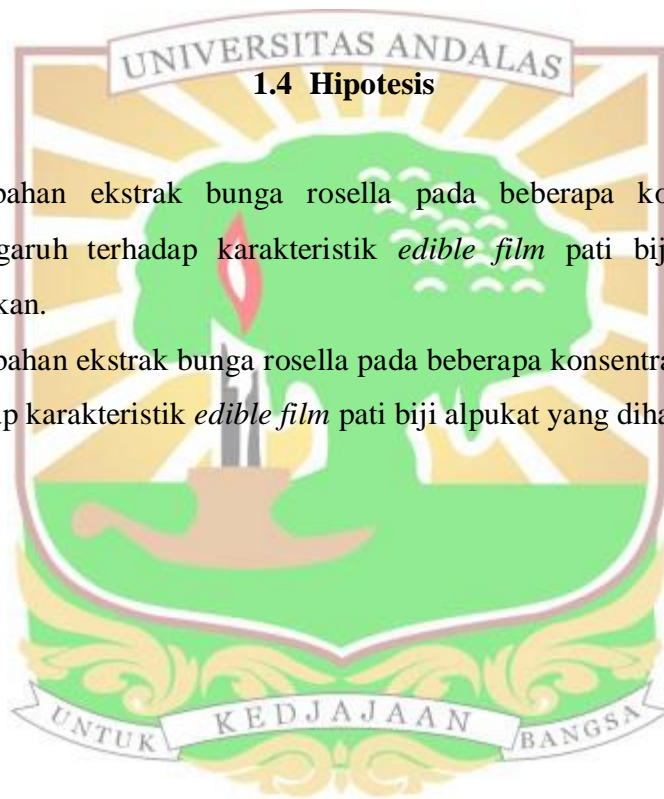 UNIVERSITAS ANDALAS
1.4 Hipotesis
bahan ekstrak bunga rosella pada beberapa ko
garuh terhadap karakteristik edible film pati bij
kan.
bahan ekstrak bunga rosella pada beberapa konsentra
ap karakteristik edible film pati biji alpukat yang diha
UNTUK KEDJAJAAN BANGSA